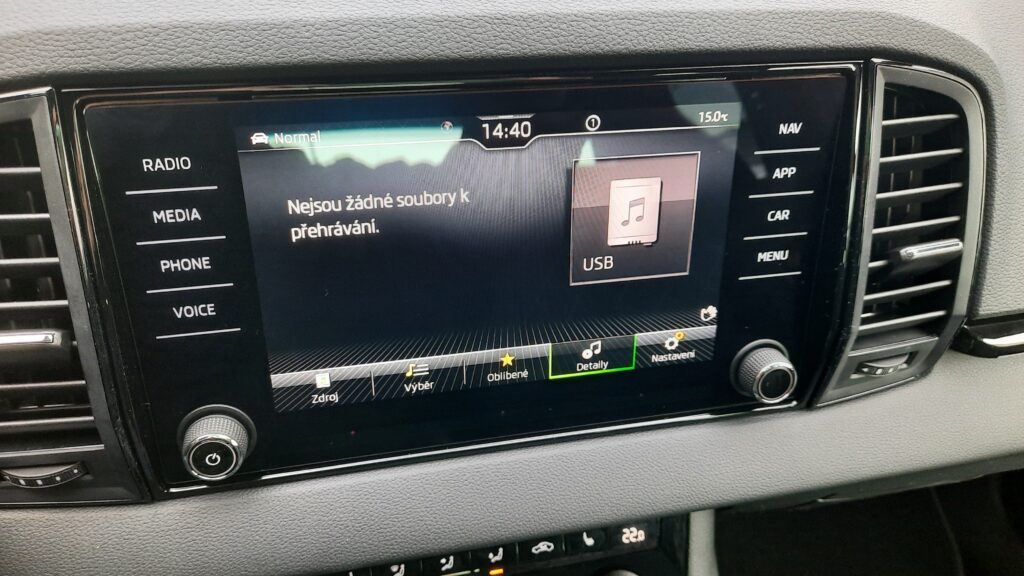 Normal
14:40
1
15.0°C
RADIO
MEDIA
PHONE
VOICE
Nejsou žádné soubory k
přehrávání.
USB
NAV
APP
CAR
MENU
Zdroj
Výběr
Oblíbené
Detaily
Nastavení